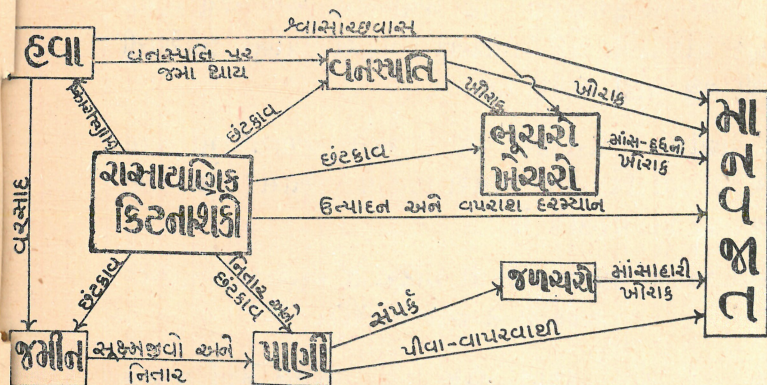 શ્વાસોચ્છવાસ
હવા
વનસ્પતિ પર
જમા થાય
વનસ્પતિ
ખોરાક
ખોરાક
છંટકાવ
ભૂચરો
ખેચરો
માંસ-દૂધનો
ખોરાક
માનવજાત
છંટકાવ
રાસાયણિક
કિટનાશકો
ઉત્પાદન અને વપરાશ દરમ્યાન
વરસાદ
છંટકાવ
નિતાર અને
છંટકાવ
જળચરો
માંસાહારી
ખોરાક
સંપર્ક
જમીન
સૂક્ષ્મજીવો અને
નિતાર
પાણી
પીવા-વાપરવાથી